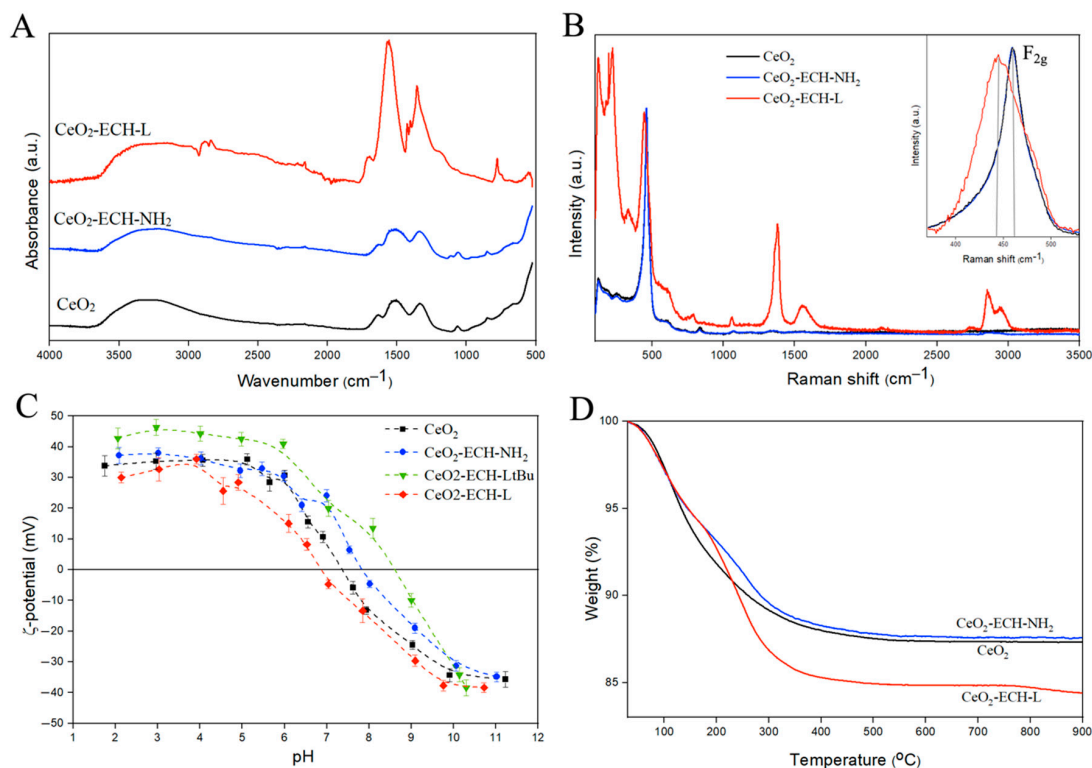 A
CeO₂-ECH-L
CeO₂-ECH-NH₂
CeO₂
Absorbance (a.u.)
4000 3500 3000 2500 2000 1500 1000 500
Wavenumber (cm⁻¹)
B
CeO₂
CeO₂-ECH-NH₂
CeO₂-ECH-L
Intensity (a.u.)
500 1000 1500 2000 2500 3000 3500
Raman shift (cm⁻¹)
F₂g
Intensity (a.u.)
400 450 500
Raman shift (cm⁻¹)
C
CeO₂
CeO₂-ECH-NH₂
CeO2-ECH-LtBu
CeO2-ECH-L
50
40
30
20
10
0
−10
−20
−30
−40
−50
ζ-potential (mV)
1 2 3 4 5 6 7 8 9 10 11 12
pH
D
100
95
90
85
Weight (%)
CeO₂-ECH-NH₂
CeO₂
CeO₂-ECH-L
100 200 300 400 500 600 700 800 900
Temperature (⁰C)